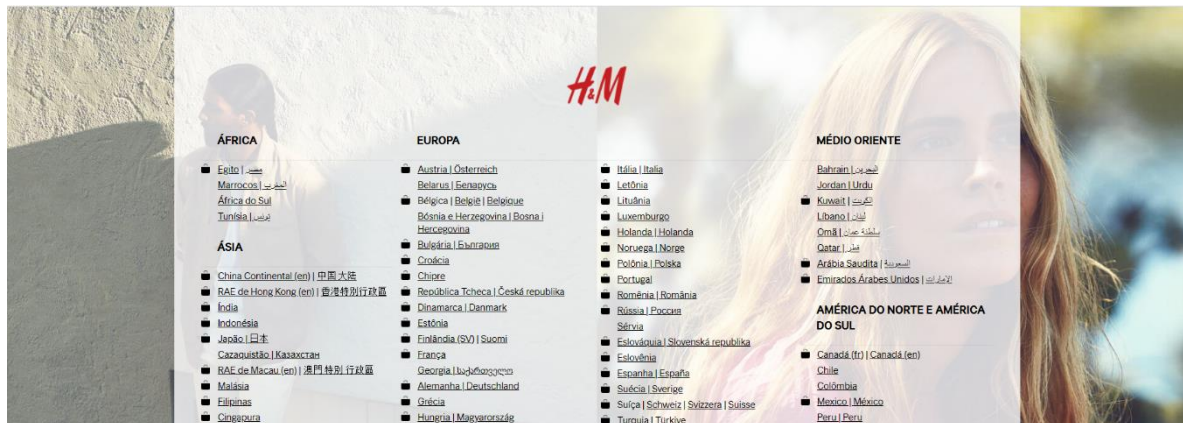 H&M
ÁFRICA
Egito | مصر
Marrocos | المغرب
África do Sul
Tunísia | تونس
ÁSIA
China Continental (en) | 中国大陆
RAE de Hong Kong (en) | 香港特別行政區
Índia
Indonésia
Japão | 日本
Cazaquistão | Казахстан
RAE de Macau (en) | 澳門特別行政區
Malásia
Filipinas
Cingapura
EUROPA
Austria | Österreich
Belarus | Беларусь
Bélgica | België | Belgique
Bósnia e Herzegovina | Bosna i
Hercegovina
Bulgária | България
Croácia
Chipre
República Tcheca | Česká republika
Dinamarca | Danmark
Estônia
Finlândia (SV) | Suomi
França
Georgia | საქართველო
Alemanha | Deutschland
Grécia
Hungria | Magyarország
Itália | Italia
Letônia
Lituânia
Luxemburgo
Holanda | Holanda
Noruega | Norge
Polônia | Polska
Portugal
Romênia | România
Rússia | Россия
Sérvia
Eslováquia | Slovenská republika
Eslovênia
Espanha | España
Suécia | Sverige
Suíça | Schweiz | Svizzera | Suisse
Turquia | Türkiye
MÉDIO ORIENTE
Bahrain | البحرين
Jordan | Urdu
Kuwait | الكويت
Líbano | لبنان
Omã | سلطنة عمان
Qatar | قطر
Arábia Saudita | السعودية
Emirados Árabes Unidos | الإمارات
AMÉRICA DO NORTE E AMÉRICA
DO SUL
Canadá (fr) | Canadá (en)
Chile
Colômbia
Mexico | México
Peru | Peru